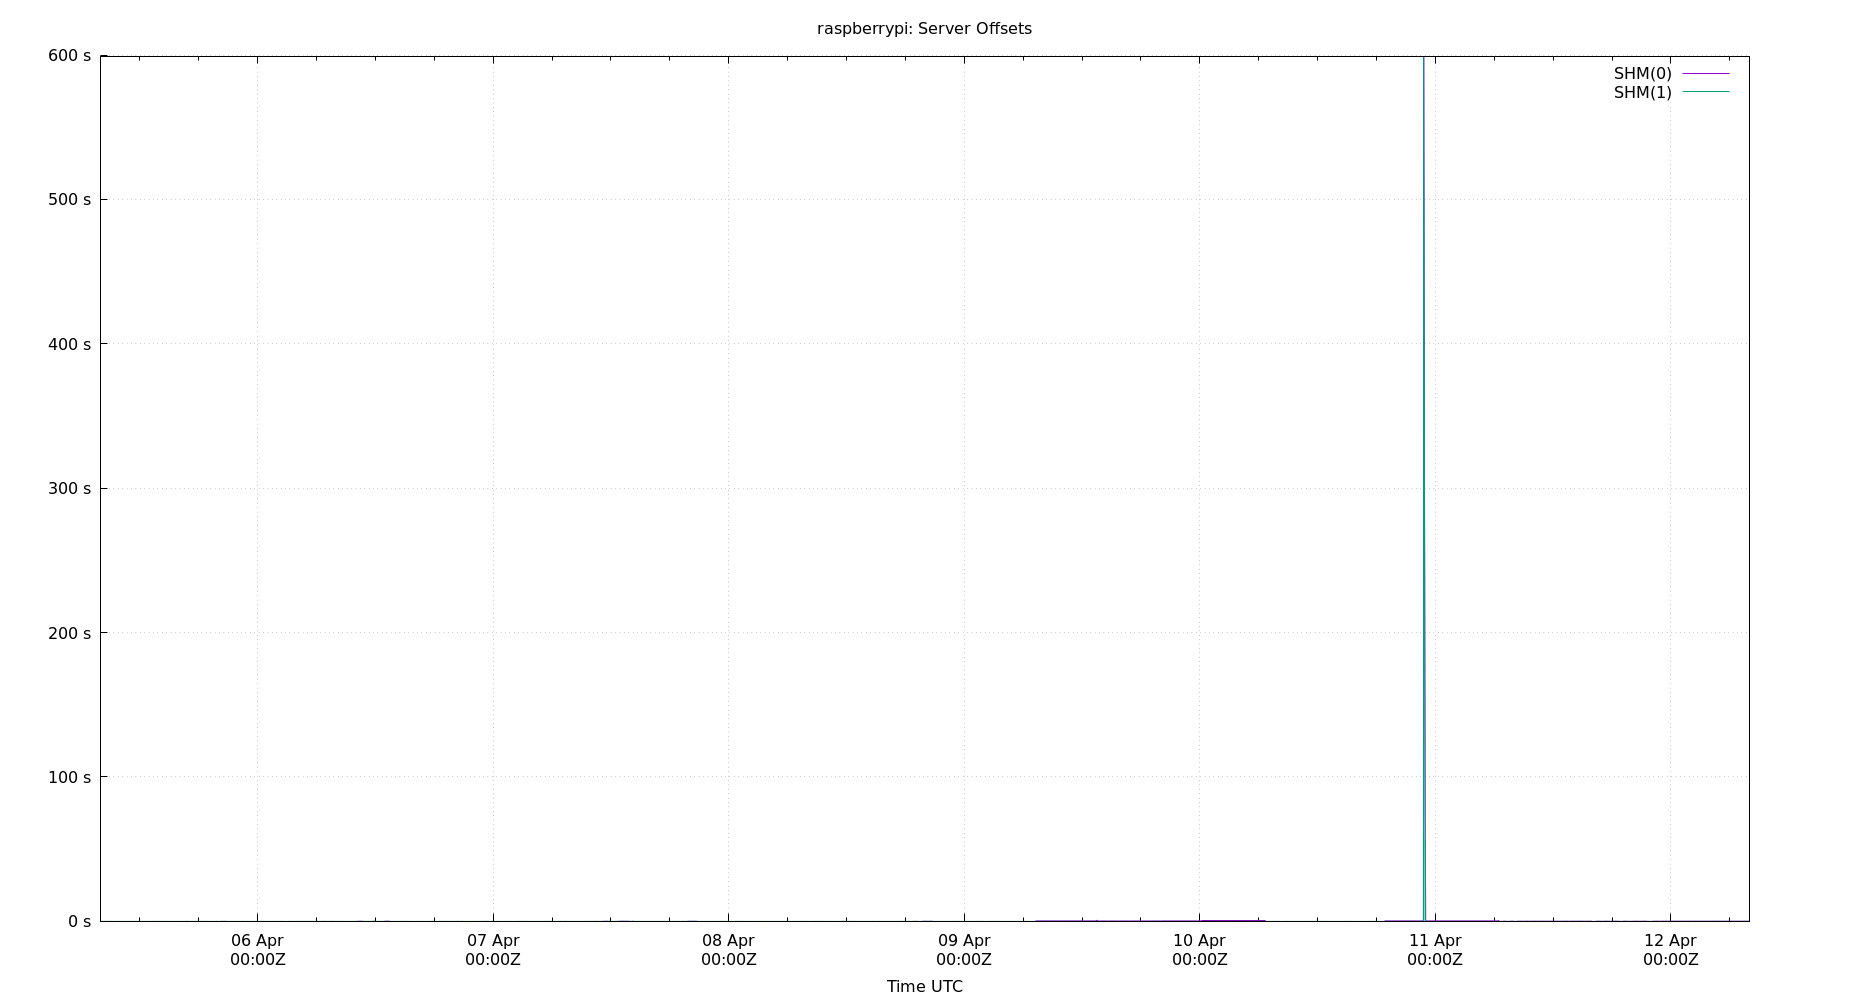 raspberrypi: Server Offsets
600 s
SHM(0)
SHM(1)
500 s
400 s
300 s
200 s
100 s
0 s
06 Apr 07 Apr 08 Apr 09 Apr 10 Apr 11 Apr 12 Apr
00:00Z 00:00Z 00:00Z 00:00Z 00:00Z 00:00Z 00:00Z
Time UTC